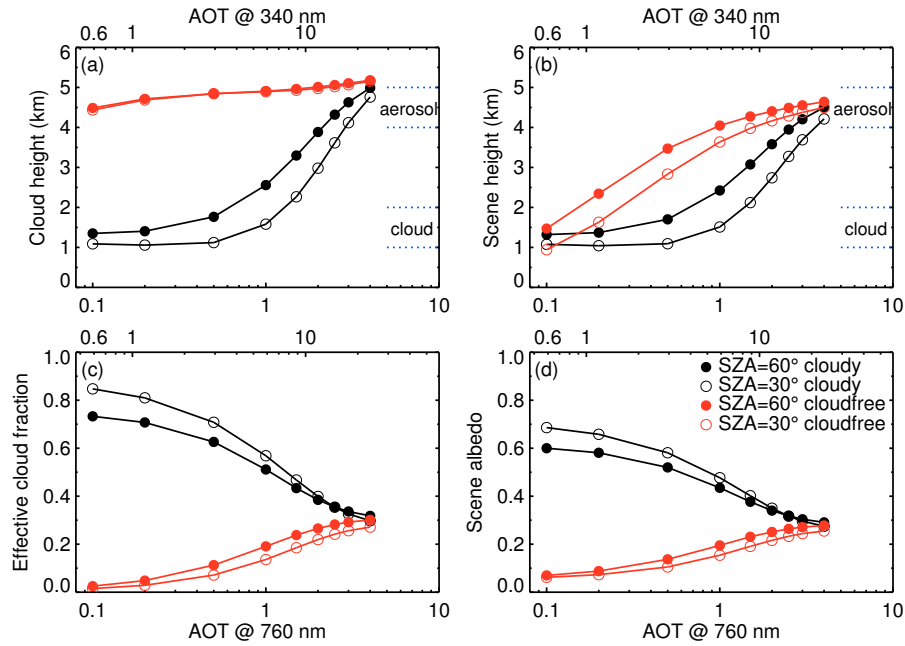 AOT @ 340 nm
AOT @ 340 nm
0.6 1 10
0.6 1 10
(a)
Cloud height (km)
6
5
4
3
2
1
0
aerosol
cloud
0.1 1 10
(b)
Scene height (km)
6
5
4
3
2
1
0
aerosol
cloud
0.1 1 10
0.6 1 10
0.6 1 10
(c)
Effective cloud fraction
1.0
0.8
0.6
0.4
0.2
0.0
0.1 1 10
AOT @ 760 nm
(d)
Scene albedo
1.0
0.8
0.6
0.4
0.2
0.0
SZA=60° cloudy
SZA=30° cloudy
SZA=60° cloudfree
SZA=30° cloudfree
0.1 1 10
AOT @ 760 nm